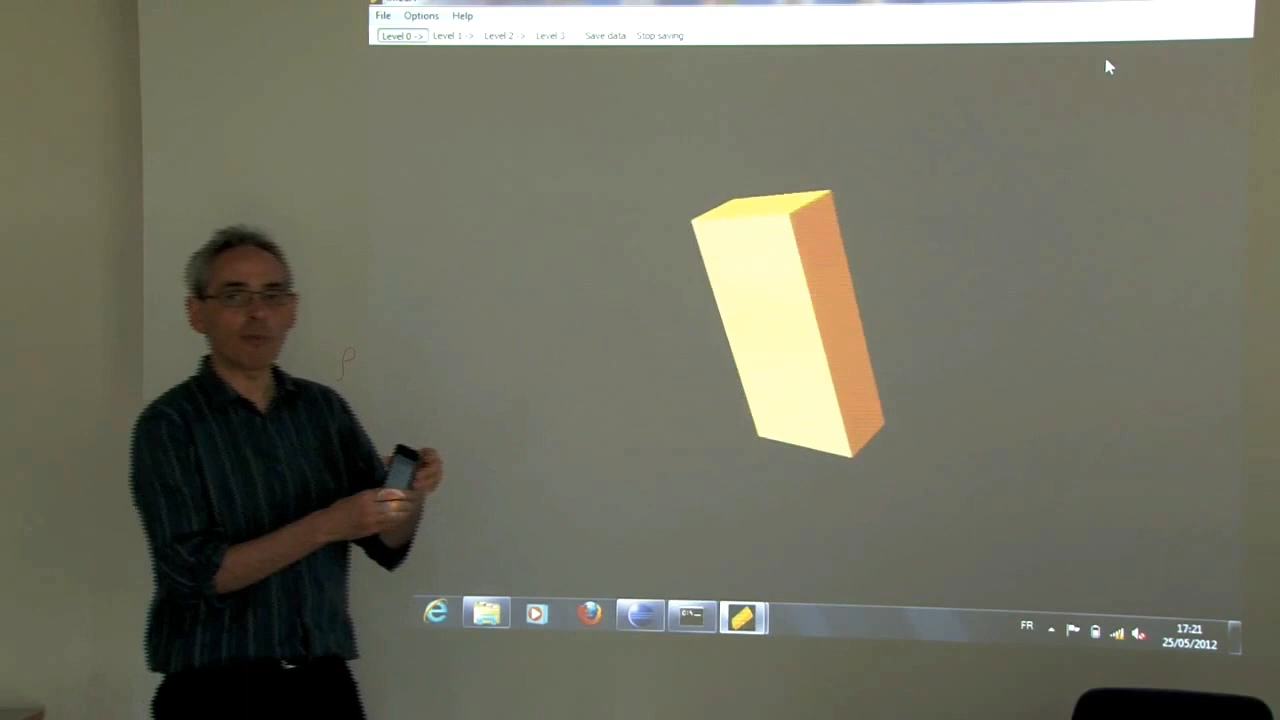 File Options Help
Level 0 -> Level 1 -> Level 2 -> Level 3 Save data Stop saving
P
FR 17:21
25/05/2012